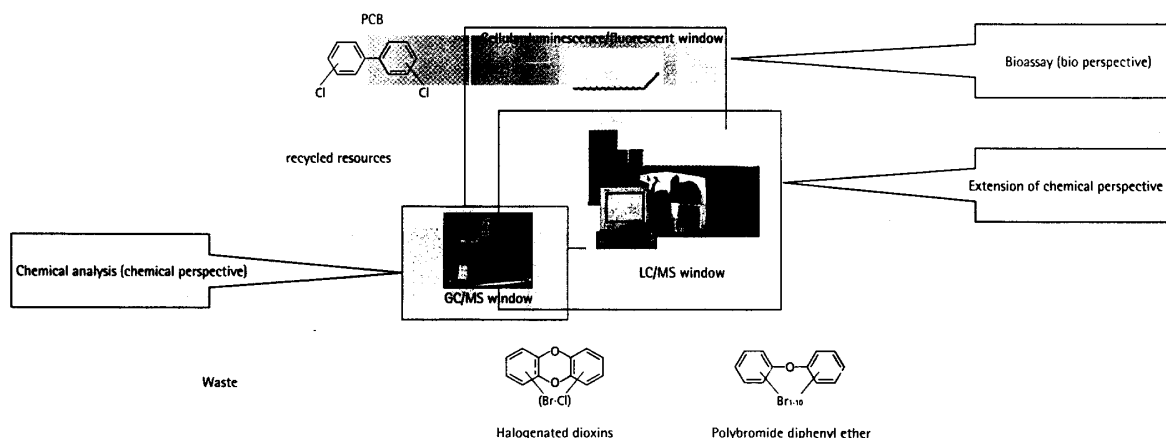 PCB
Cellular luminescence/fluorescent window
Cl
Cl
Bioassay (bio perspective)
recycled resources
Extension of chemical perspective
Chemical analysis (chemical perspective)
LC/MS window
GC/MS window
Waste
O
O
(Br·Cl)
O
Br1-10
Halogenated dioxins
Polybromide diphenyl ether